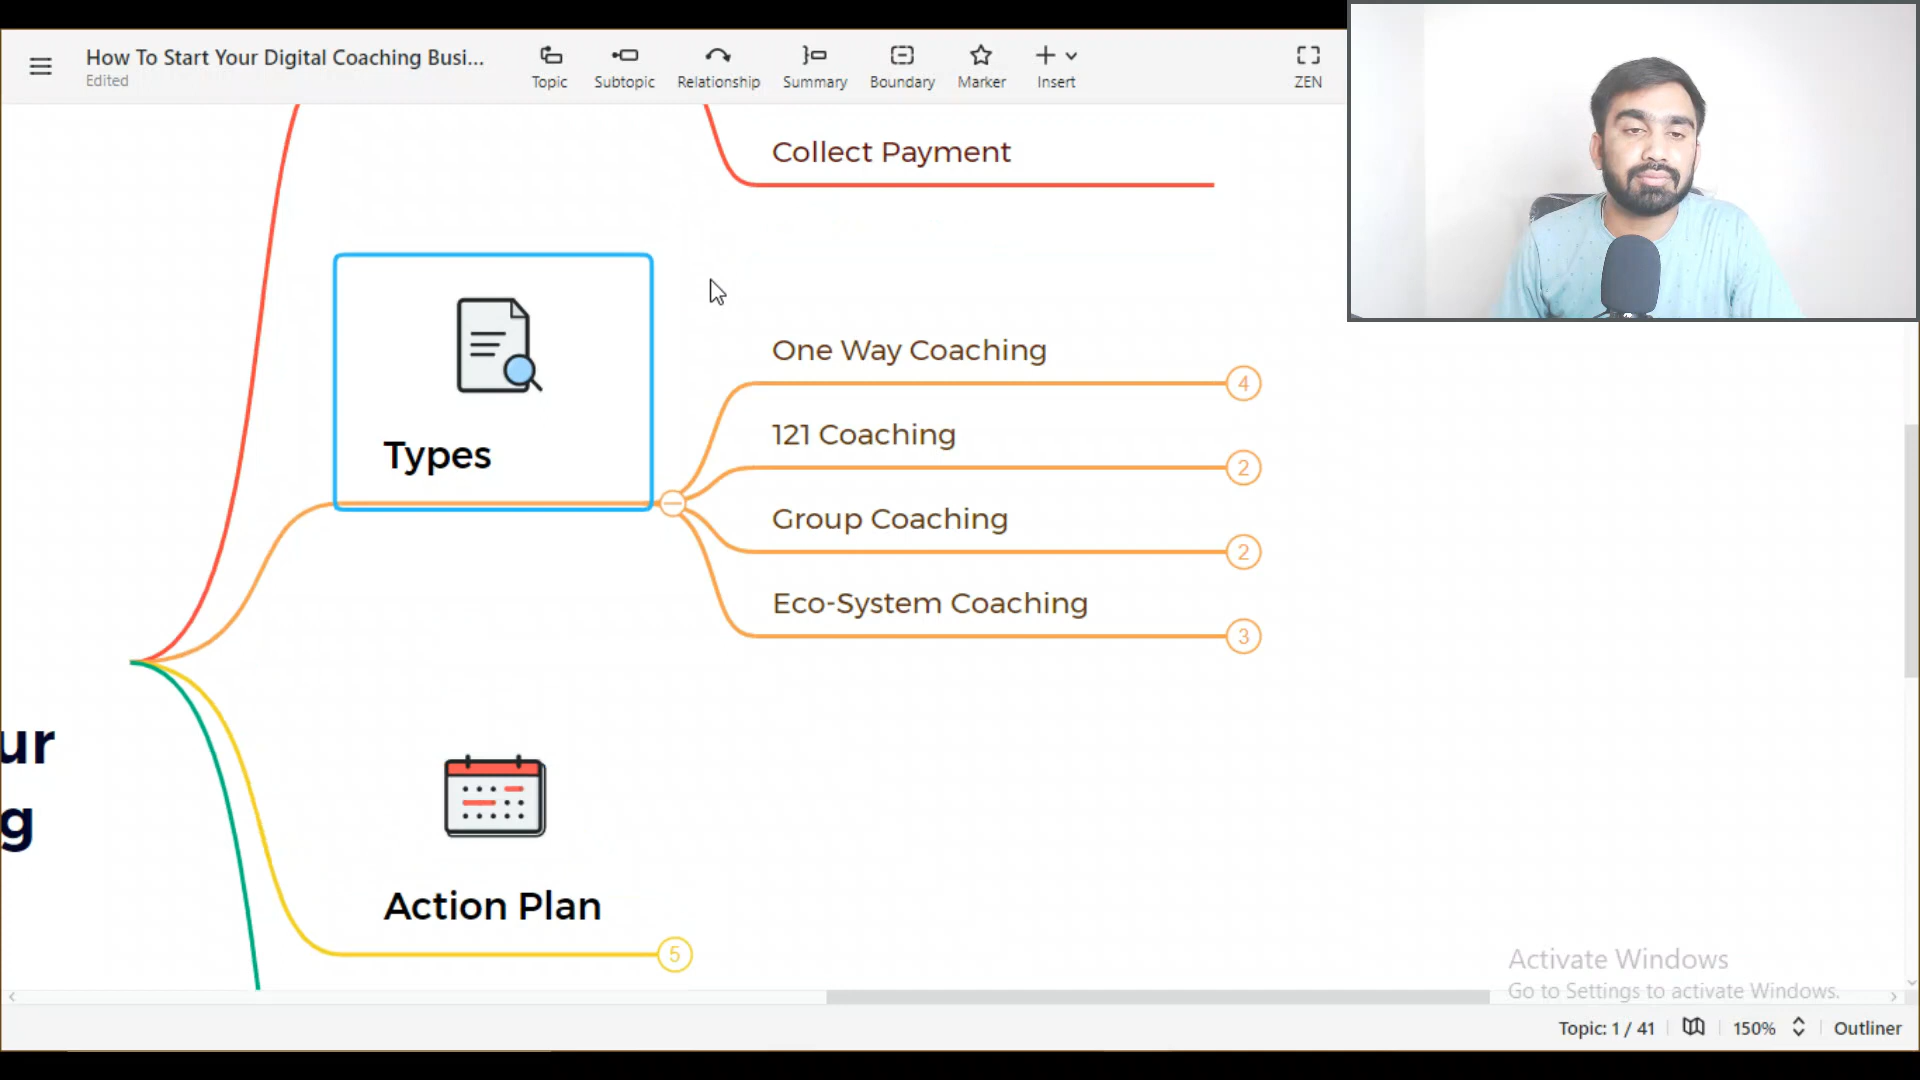 How To Start Your Digital Coaching Busi...
Edited
Topic
Subtopic
Relationship
Summary
Boundary
Marker
Insert
ZEN
Collect Payment
Types
One Way Coaching
4
121 Coaching
2
Group Coaching
2
Eco-System Coaching
3
ur
g
Action Plan
5
Activate Windows
Go to Settings to activate Windows.
Topic: 1 / 41
150%
Outliner